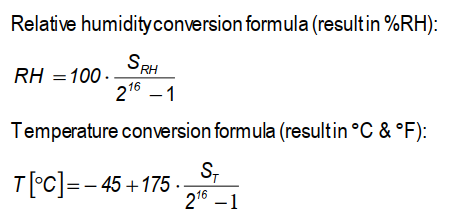 Relative humidity conversion formula (result in %RH):
RH = 100 · S_RH / (2^16 − 1)
Temperature conversion formula (result in °C & °F):
T [°C] = − 45 + 175 · S_T / (2^16 − 1)